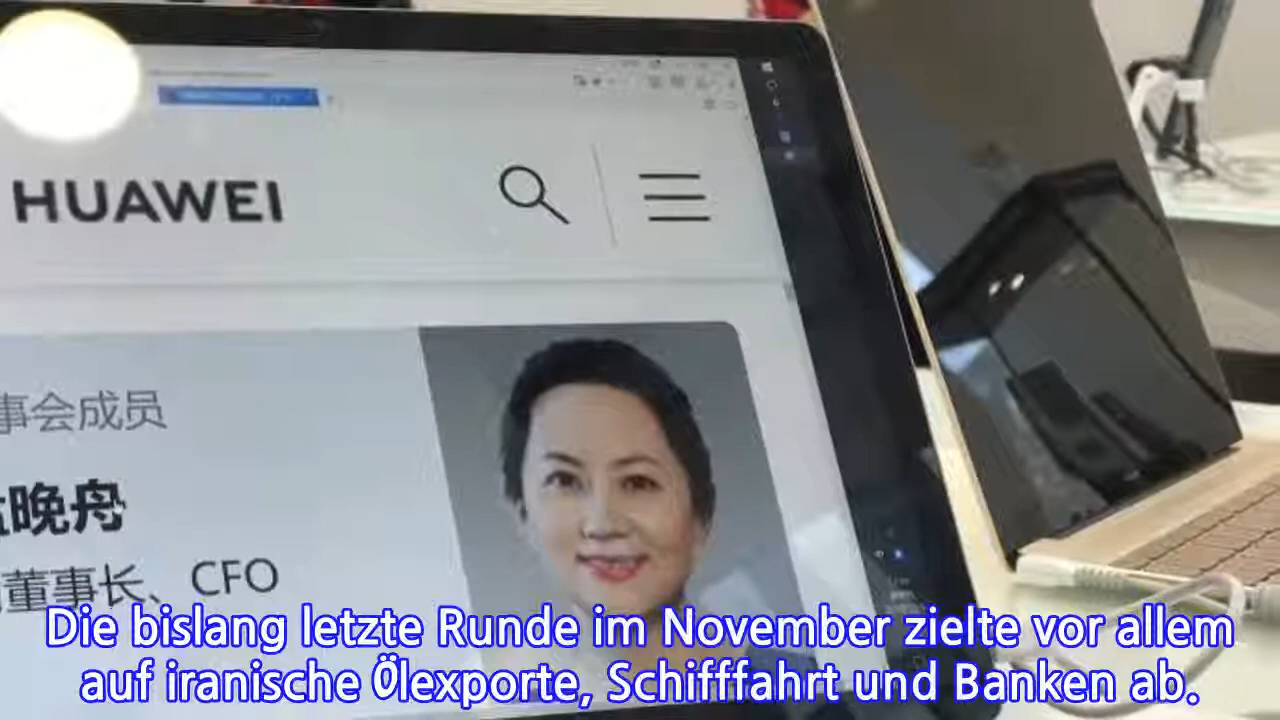 HUAWEI
事会成员
晚舟
董事长、CFO
Die bislang letzte Runde im November zielte vor allem
auf iranische Ölexporte, Schifffahrt und Banken ab.